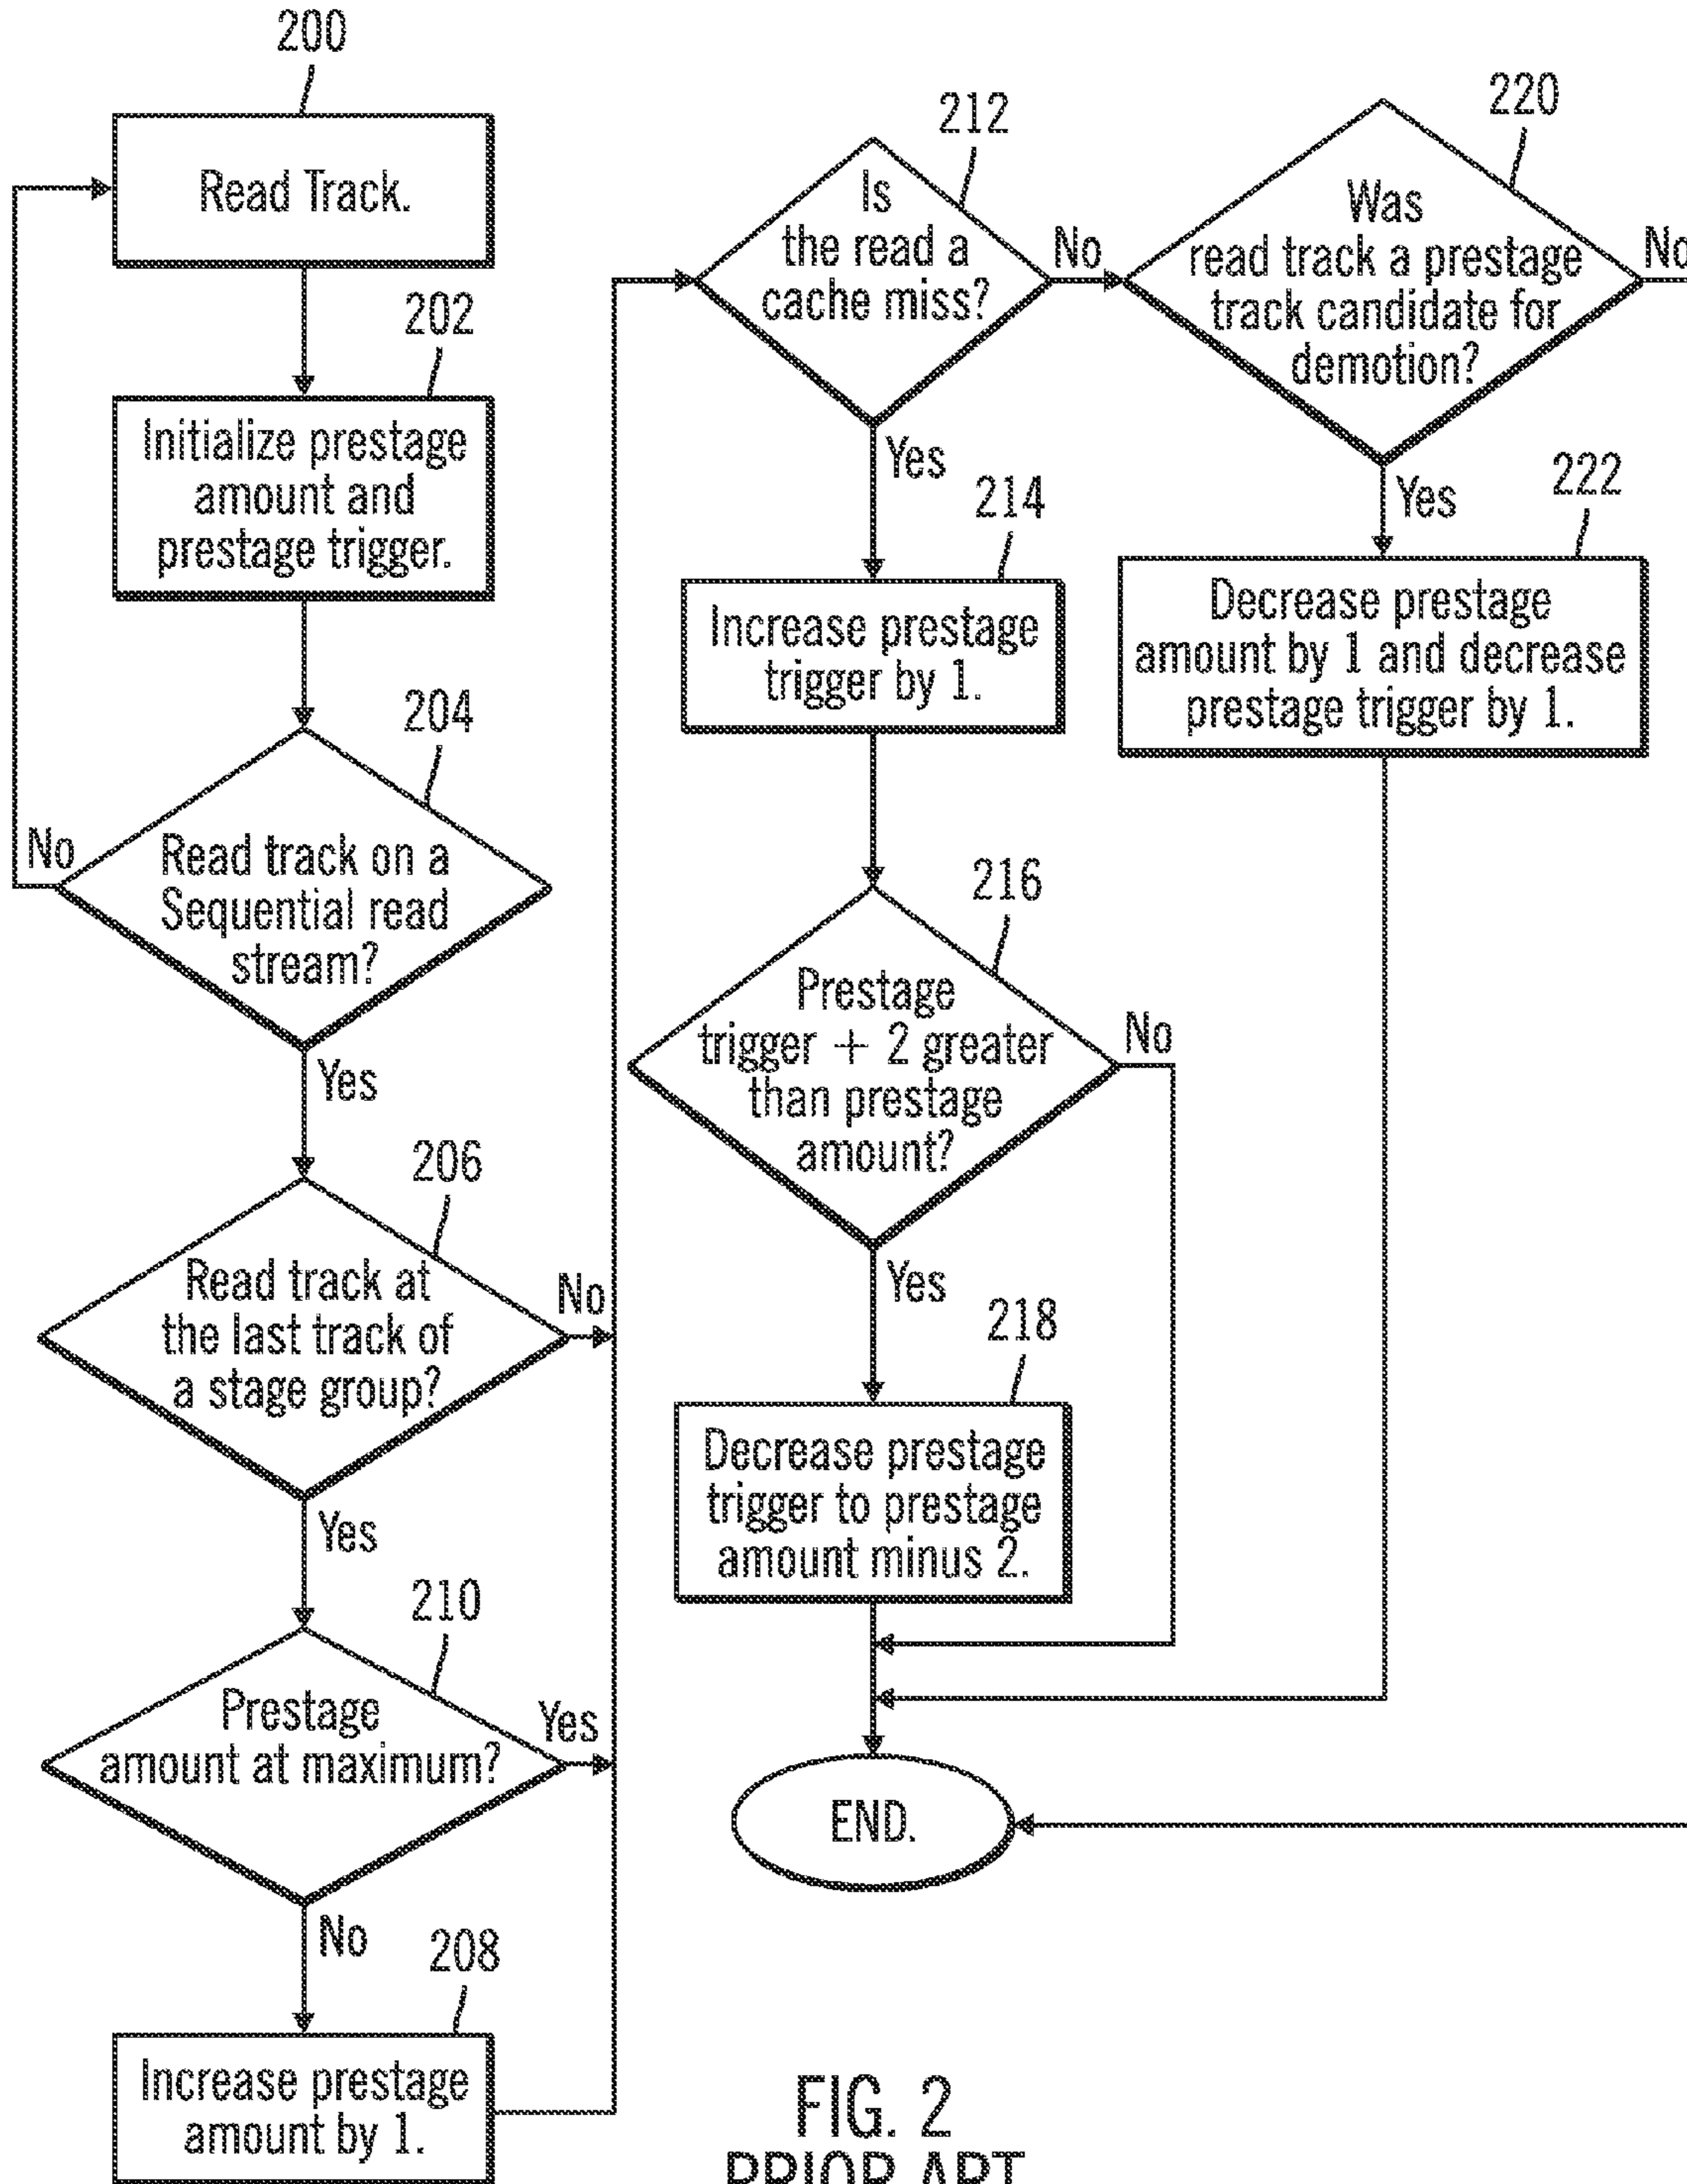 200
Read Track.
202
Initialize prestage
amount and
prestage trigger.
204
No
Read track on a
Sequential read
stream?
Yes
206
Read track at
the last track of
a stage group?
No
Yes
210
Prestage
amount at maximum?
Yes
No
208
Increase prestage
amount by 1.
212
Is
the read a
cache miss?
No
Yes
214
Increase prestage
trigger by 1.
216
Prestage
trigger + 2 greater
than prestage
amount?
No
Yes
218
Decrease prestage
trigger to prestage
amount minus 2.
END.
220
Was
read track a prestage
track candidate for
demotion?
No
Yes
222
Decrease prestage
amount by 1 and decrease
prestage trigger by 1.
FIG. 2
PRIOR ART